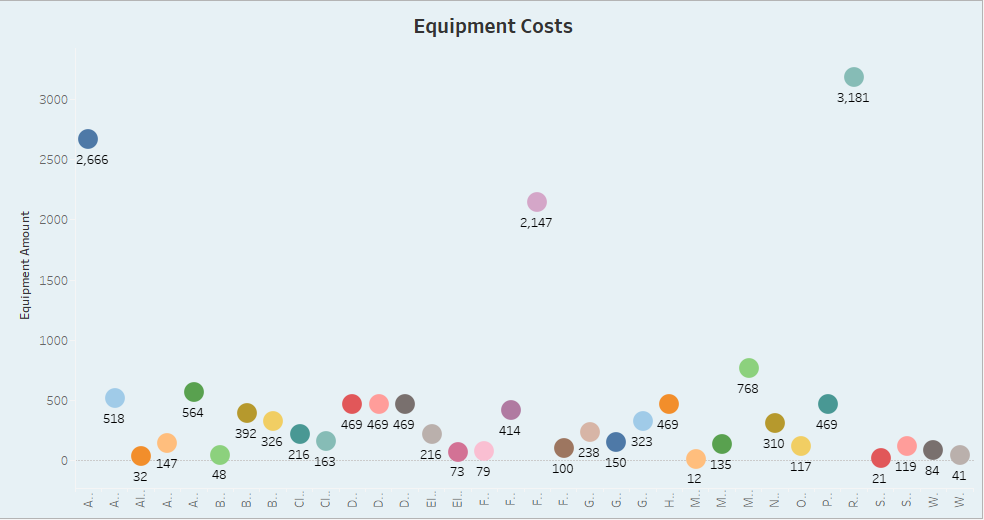 Equipment Costs
Equipment Amount
3000
2500
2000
1500
1000
500
0
2,666
518
32
147
564
48
392
326
216
163
469
469
469
216
73
79
414
2,147
100
238
150
323
469
12
135
768
310
117
469
3,181
21
119
84
41
A..
A..
Al..
A..
A..
B..
B..
B..
Cl..
Cl..
D..
D..
D..
El..
El..
F..
F..
F..
F..
G..
G..
G..
H..
M..
M..
M..
N..
O..
P..
R..
S..
S..
W..
W..